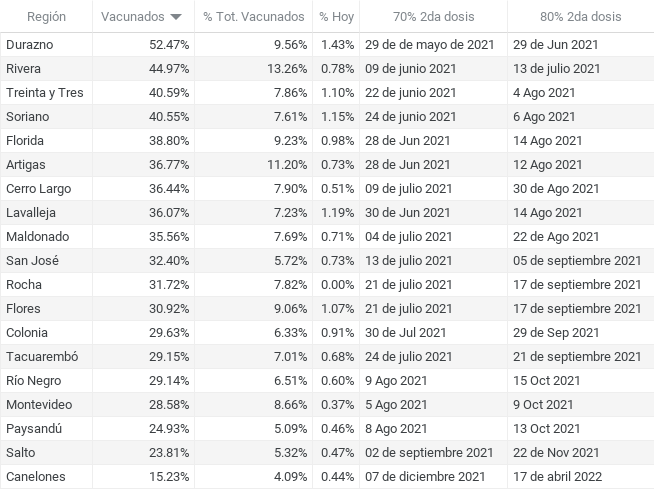 Región Vacunados % Tot. Vacunados % Hoy 70% 2da dosis 80% 2da dosis
Durazno 52.47% 9.56% 1.43% 29 de de mayo de 2021 29 de Jun 2021
Rivera 44.97% 13.26% 0.78% 09 de junio 2021 13 de julio 2021
Treinta y Tres 40.59% 7.86% 1.10% 22 de junio 2021 4 Ago 2021
Soriano 40.55% 7.61% 1.15% 24 de junio 2021 6 Ago 2021
Florida 38.80% 9.23% 0.98% 28 de Jun 2021 14 Ago 2021
Artigas 36.77% 11.20% 0.73% 28 de Jun 2021 12 Ago 2021
Cerro Largo 36.44% 7.90% 0.51% 09 de julio 2021 30 de Ago 2021
Lavalleja 36.07% 7.23% 1.19% 30 de Jun 2021 14 Ago 2021
Maldonado 35.56% 7.69% 0.71% 04 de julio 2021 22 de Ago 2021
San José 32.40% 5.72% 0.73% 13 de julio 2021 05 de septiembre 2021
Rocha 31.72% 7.82% 0.00% 21 de julio 2021 17 de septiembre 2021
Flores 30.92% 9.06% 1.07% 21 de julio 2021 17 de septiembre 2021
Colonia 29.63% 6.33% 0.91% 30 de Jul 2021 29 de Sep 2021
Tacuarembó 29.15% 7.01% 0.68% 24 de julio 2021 21 de septiembre 2021
Río Negro 29.14% 6.51% 0.60% 9 Ago 2021 15 Oct 2021
Montevideo 28.58% 8.66% 0.37% 5 Ago 2021 9 Oct 2021
Paysandú 24.93% 5.09% 0.46% 8 Ago 2021 13 Oct 2021
Salto 23.81% 5.32% 0.47% 02 de septiembre 2021 22 de Nov 2021
Canelones 15.23% 4.09% 0.44% 07 de diciembre 2021 17 de abril 2022